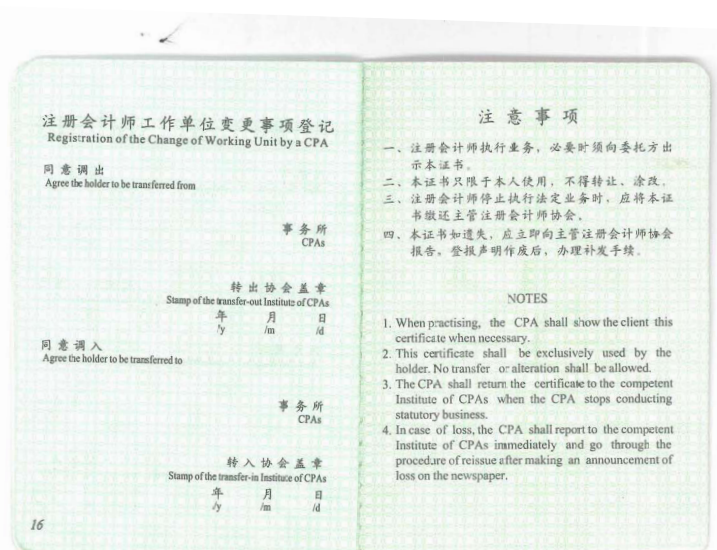 注册会计师工作单位变更事项登记
Registration of the Change of Working Unit by a CPA
同意调出
Agree the holder to be transferred from
事务所
CPAs
转出协会盖章
Stamp of the transfer-out Institute of CPAs
年 月 日
/y /m /d
同意调入
Agree the holder to be transferred to
事务所
CPAs
转入协会盖章
Stamp of the transfer-in Institute of CPAs
年 月 日
/y /m /d
16
注意事项
一、注册会计师执行业务，必要时须向委托方出
示本证书。
二、本证书只限于本人使用，不得转让、涂改。
三、注册会计师停止执行法定业务时，应将本证
书缴还主管注册会计师协会。
四、本证书如遗失，应立即向主管注册会计师协会
报告，登报声明作废后，办理补发手续。
NOTES
1. When practising, the CPA shall show the client this
certificate when necessary.
2. This certificate shall be exclusively used by the
holder. No transfer or alteration shall be allowed.
3. The CPA shall return the certificate to the competent
Institute of CPAs when the CPA stops conducting
statutory business.
4. In case of loss, the CPA shall report to the competent
Institute of CPAs immediately and go through the
procedure of reissue after making an announcement of
loss on the newspaper.